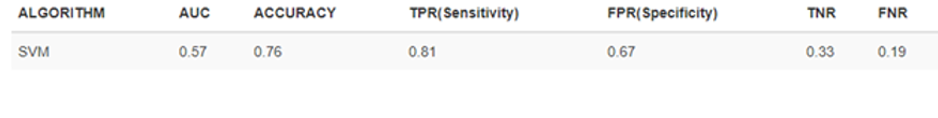 ALGORITHM AUC ACCURACY TPR(Sensitivity) FPR(Specificity) TNR FNR
SVM 0.57 0.76 0.81 0.67 0.33 0.19